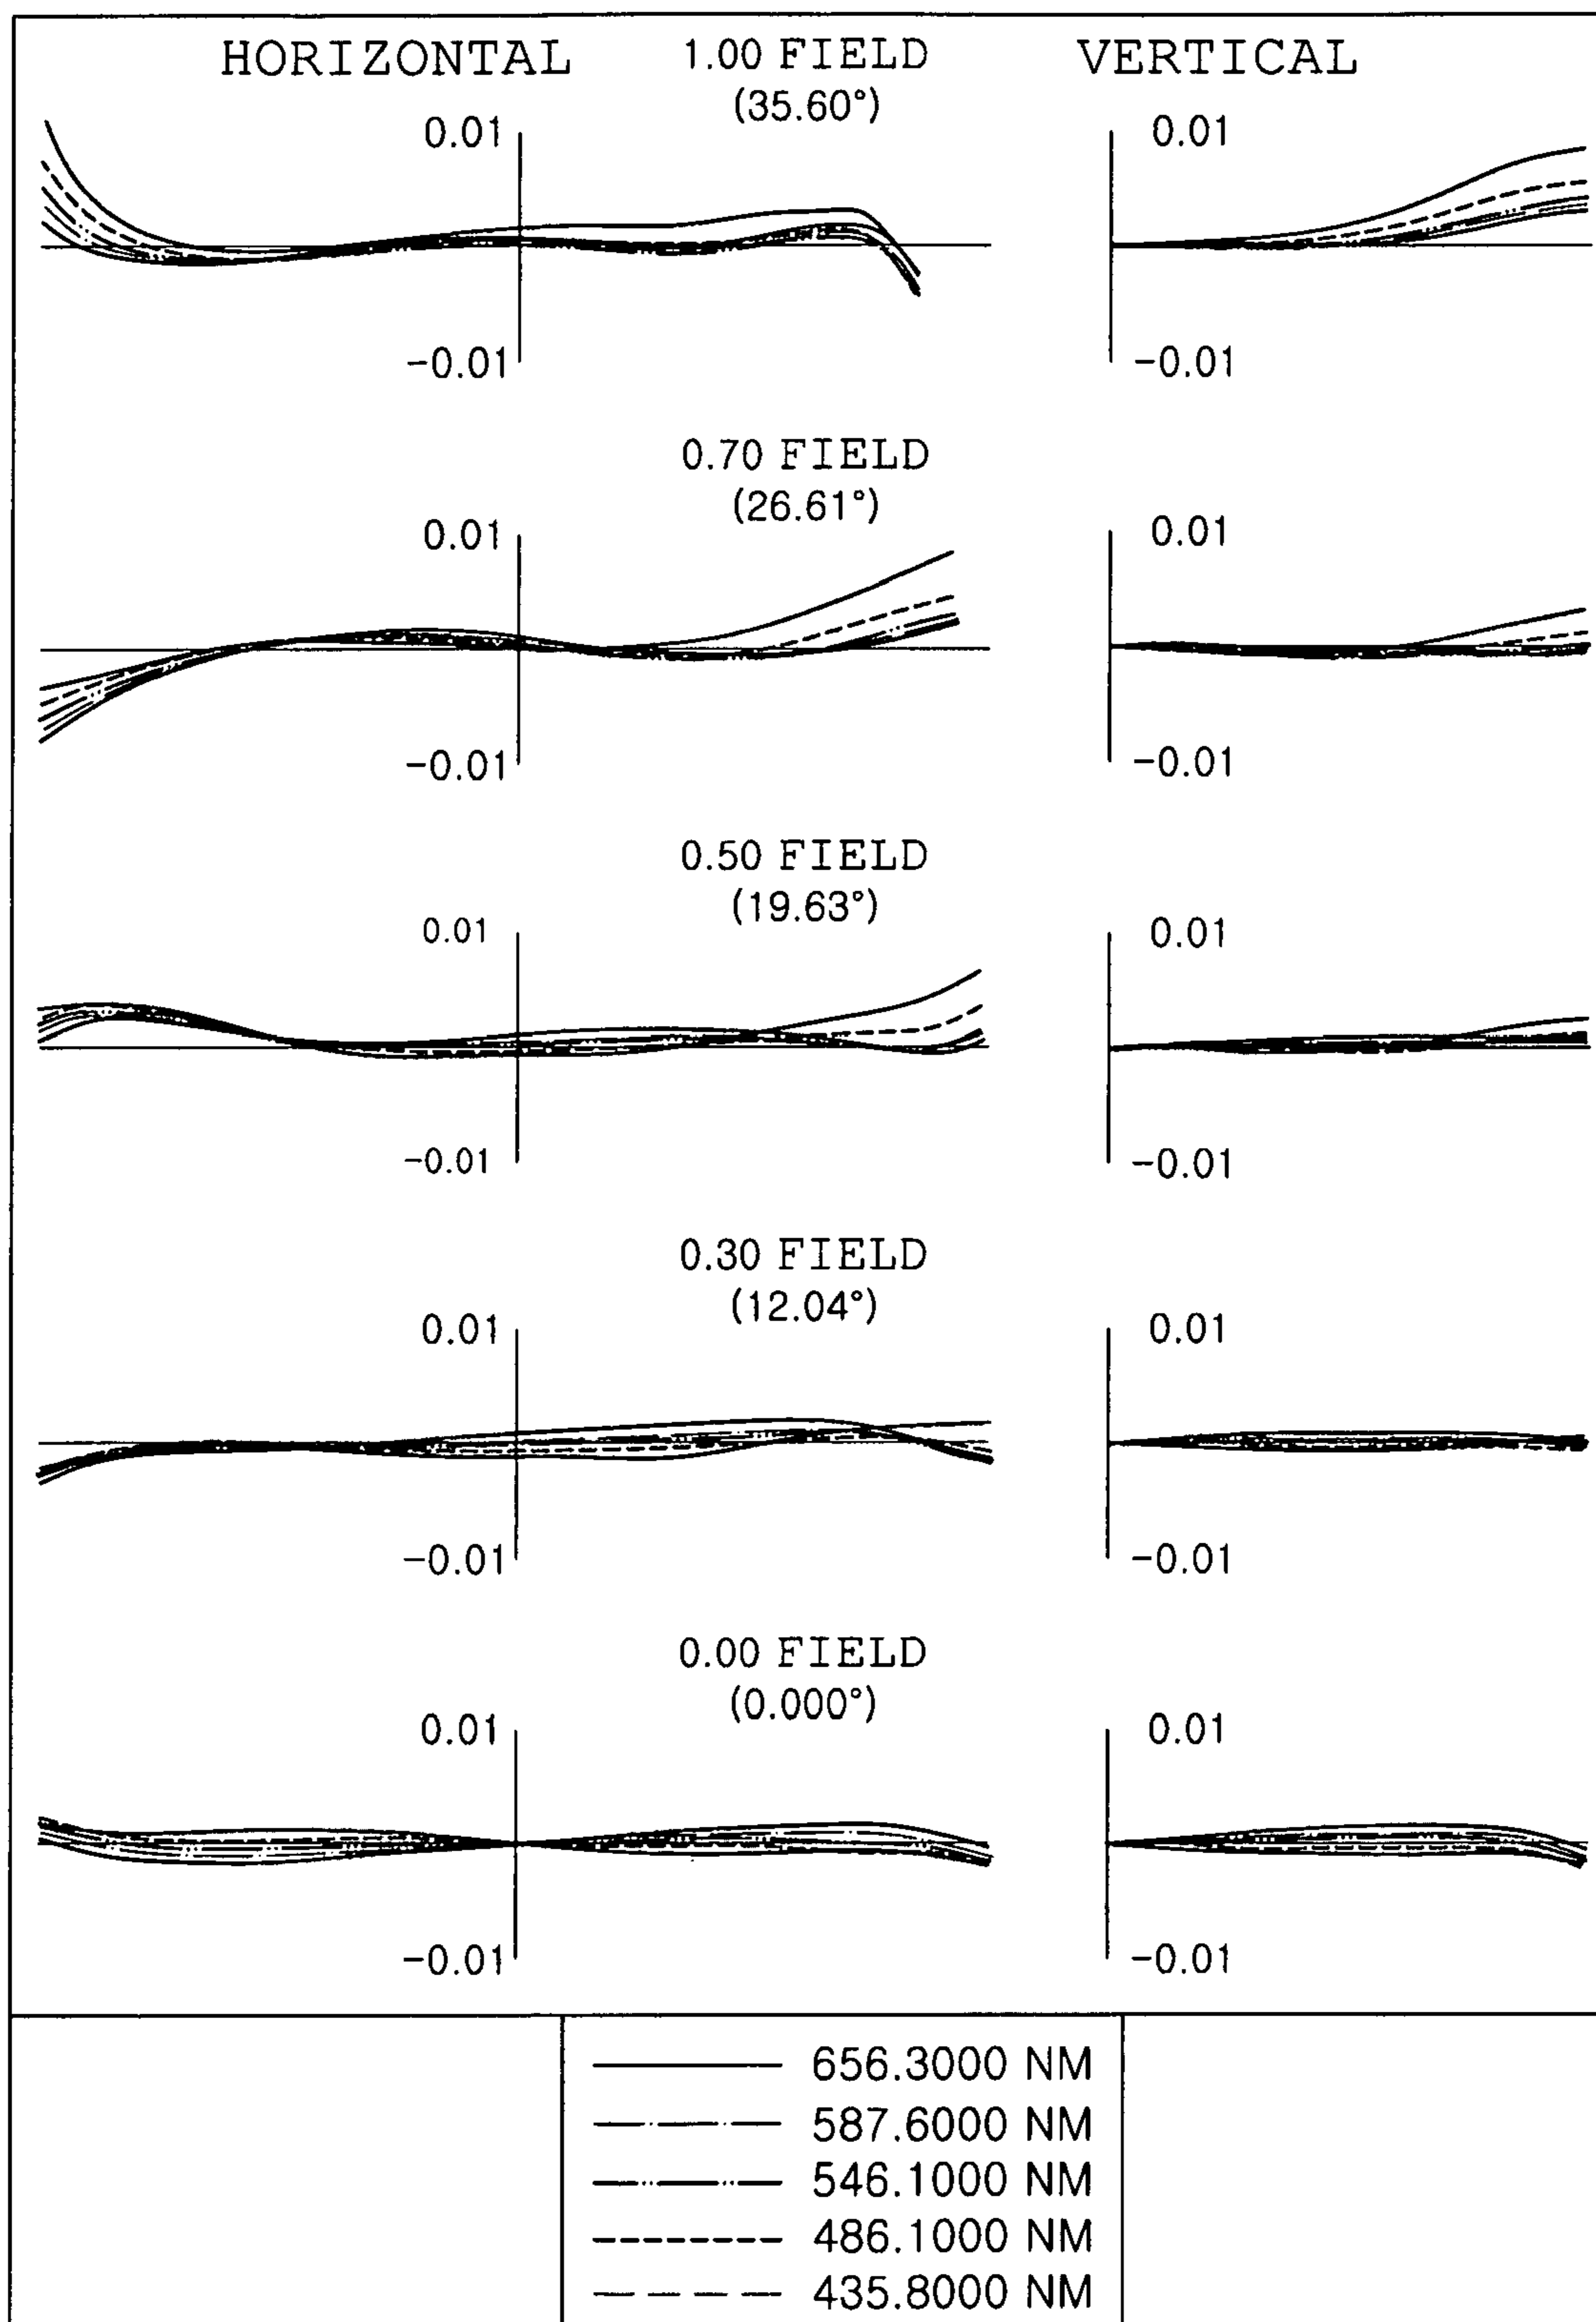 HORIZONTAL 1.00 FIELD VERTICAL
(35.60°)
0.01 0.01
-0.01 -0.01
0.70 FIELD
(26.61°)
0.01 0.01
-0.01 -0.01
0.50 FIELD
(19.63°)
0.01 0.01
-0.01 -0.01
0.30 FIELD
(12.04°)
0.01 0.01
-0.01 -0.01
0.00 FIELD
(0.000°)
0.01 0.01
-0.01 -0.01
656.3000 NM
587.6000 NM
546.1000 NM
486.1000 NM
435.8000 NM